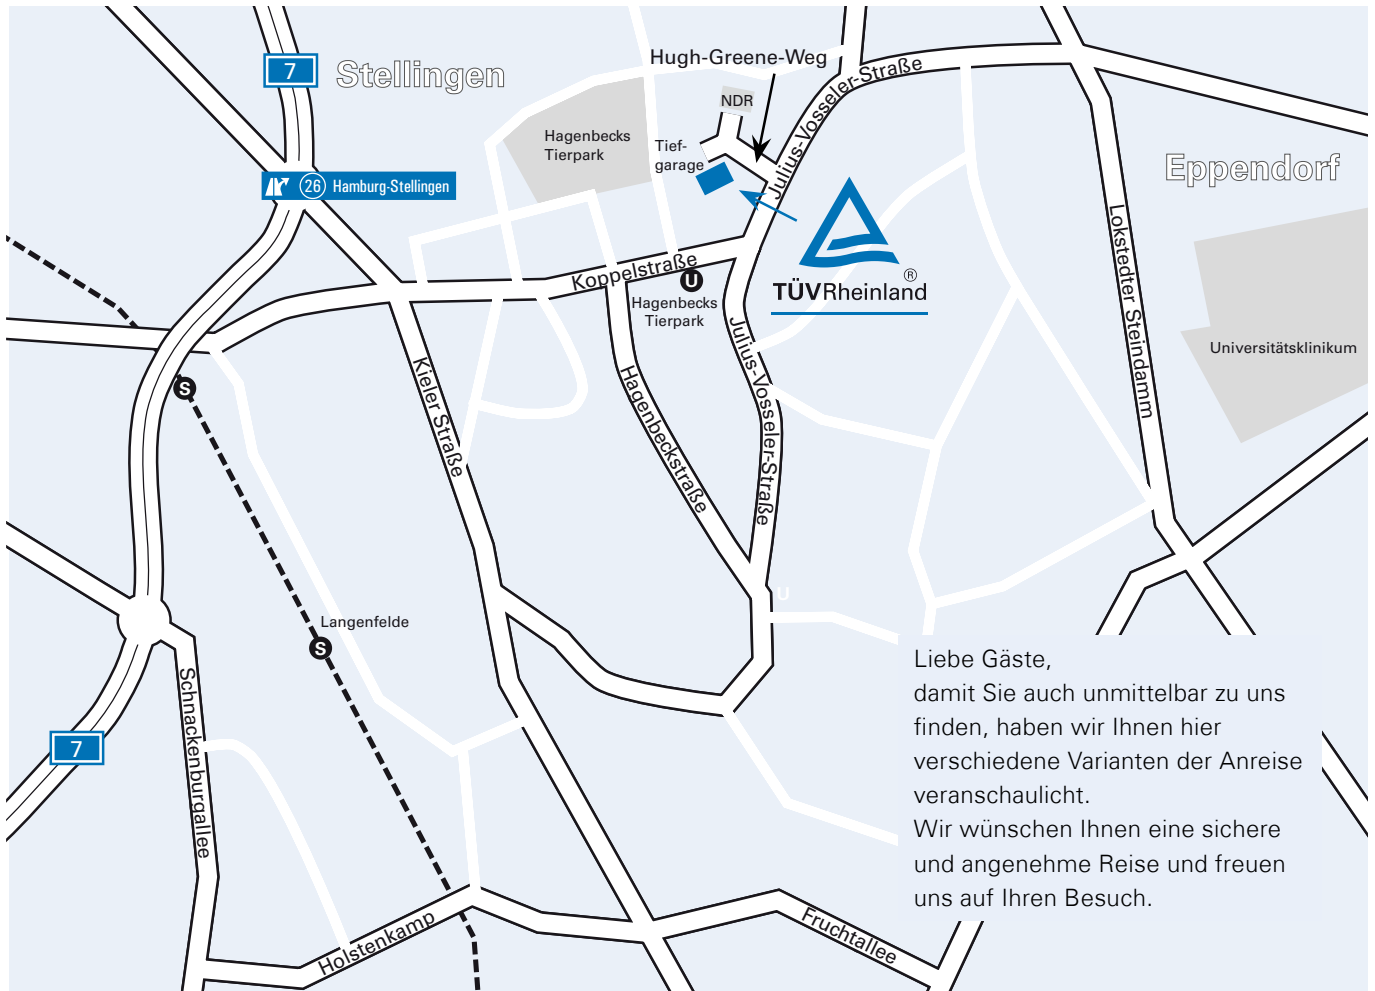 7
Stellingen
Hugh-Greene-Weg
Julius-Vosseler-Straße
NDR
Hagenbecks
Tierpark
Tief-
garage
Eppendorf
26 Hamburg-Stellingen
Lokstedter Steindamm
Koppelstraße
U
Hagenbecks
Tierpark
®
TÜVRheinland
Universitätsklinikum
S
Kieler Straße
Hagenbeckstraße
Julius-Vosseler-Straße
U
Langenfelde
S
Schnackenburgallee
7
Liebe Gäste,
damit Sie auch unmittelbar zu uns
finden, haben wir Ihnen hier
verschiedene Varianten der Anreise
veranschaulicht.
Wir wünschen Ihnen eine sichere
und angenehme Reise und freuen
uns auf Ihren Besuch.
Holstenkamp
Fruchtallee